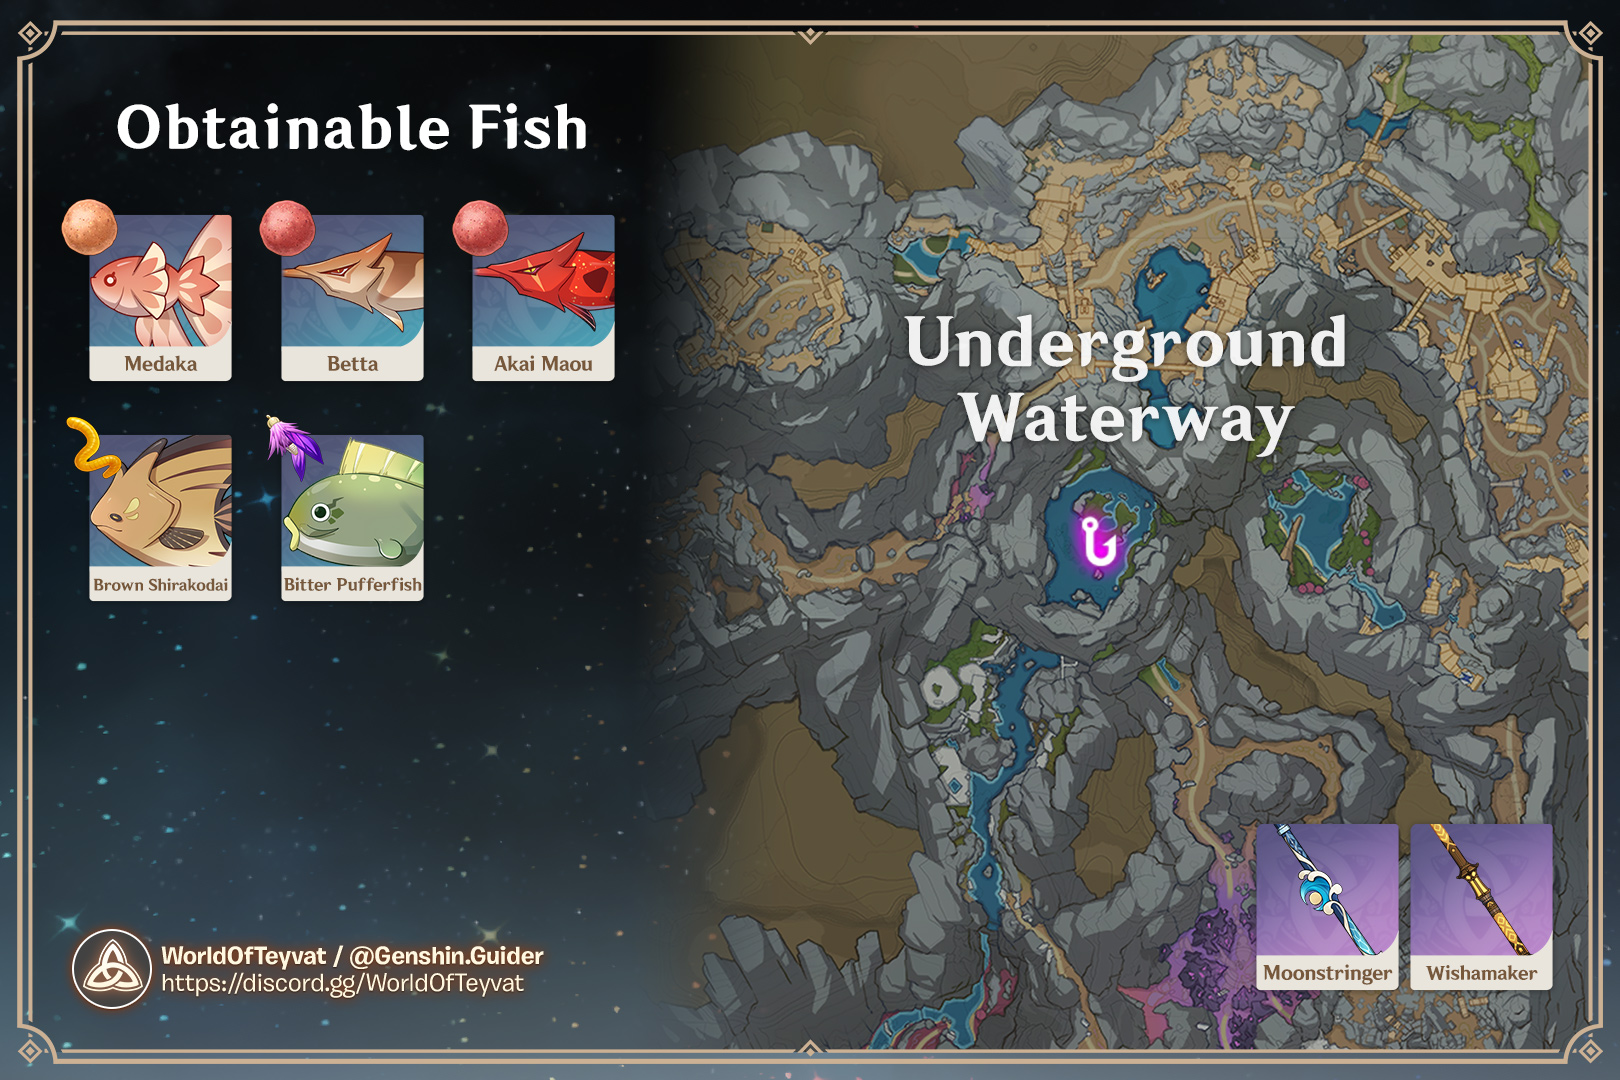 Obtainable Fish
Medaka
Betta
Akai Maou
Brown Shirakodai
Bitter Pufferfish
Underground
Waterway
Moonstringer
Wishamaker
WorldOfTeyvat / @Genshin.Guider
https://discord.gg/WorldOfTeyvat